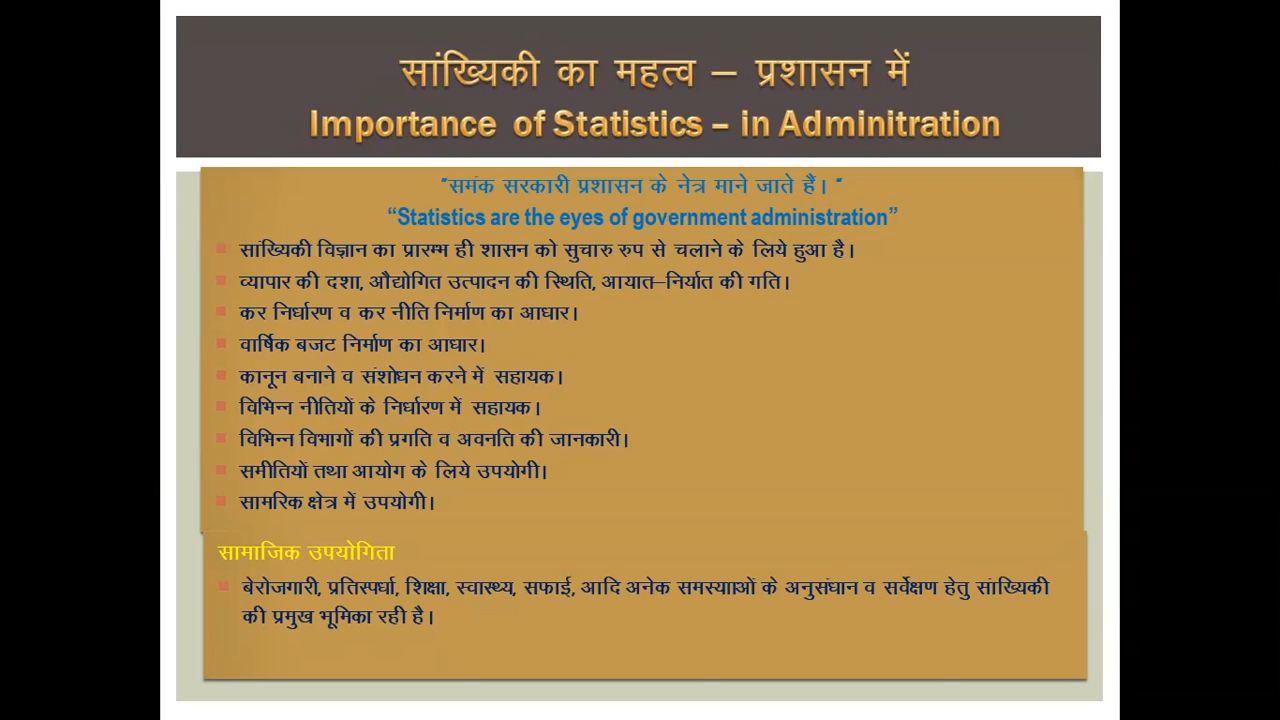 सांख्यिकी का महत्व – प्रशासन में
Importance of Statistics – in Adminitration
"समंक सरकारी प्रशासन के नेत्र माने जाते हैं। "
“Statistics are the eyes of government administration”
सांख्यिकी विज्ञान का प्रारम्भ ही शासन को सुचारु रुप से चलाने के लिये हुआ है।
व्यापार की दशा, औद्योगित उत्पादन की स्थिति, आयात–निर्यात की गति।
कर निर्धारण व कर नीति निर्माण का आधार।
वार्षिक बजट निर्माण का आधार।
कानून बनाने व संशोधन करने में सहायक।
विभिन्न नीतियों के निर्धारण में सहायक।
विभिन्न विभागों की प्रगति व अवनति की जानकारी।
समीतियों तथा आयोग के लिये उपयोगी।
सामरिक क्षेत्र में उपयोगी।
सामाजिक उपयोगिता
बेरोजगारी, प्रतिस्पर्धा, शिक्षा, स्वास्थ्य, सफाई, आदि अनेक समस्यााओं के अनुसंधान व सर्वेक्षण हेतु सांख्यिकी
की प्रमुख भूमिका रही है।